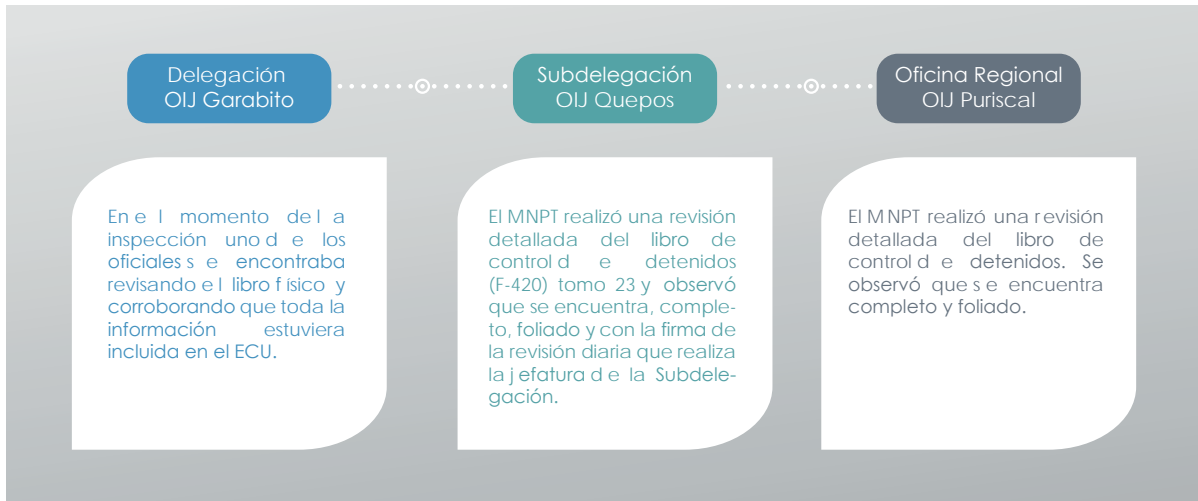 Delegación
OIJ Garabito
Subdelegación
OIJ Quepos
Oficina Regional
OIJ Puriscal
En el momento de la
inspección uno de los
oficiales se encontraba
revisando el libro físico y
corroborando que toda la
información estuviera
incluida en el ECU.
El MNPT realizó una revisión
detallada del libro de
control de detenidos
(F-420) tomo 23 y observó
que se encuentra, comple-
to, foliado y con la firma de
la revisión diaria que realiza
la jefatura de la Subdele-
gación.
El MNPT realizó una revisión
detallada del libro de
control de detenidos. Se
observó que se encuentra
completo y foliado.